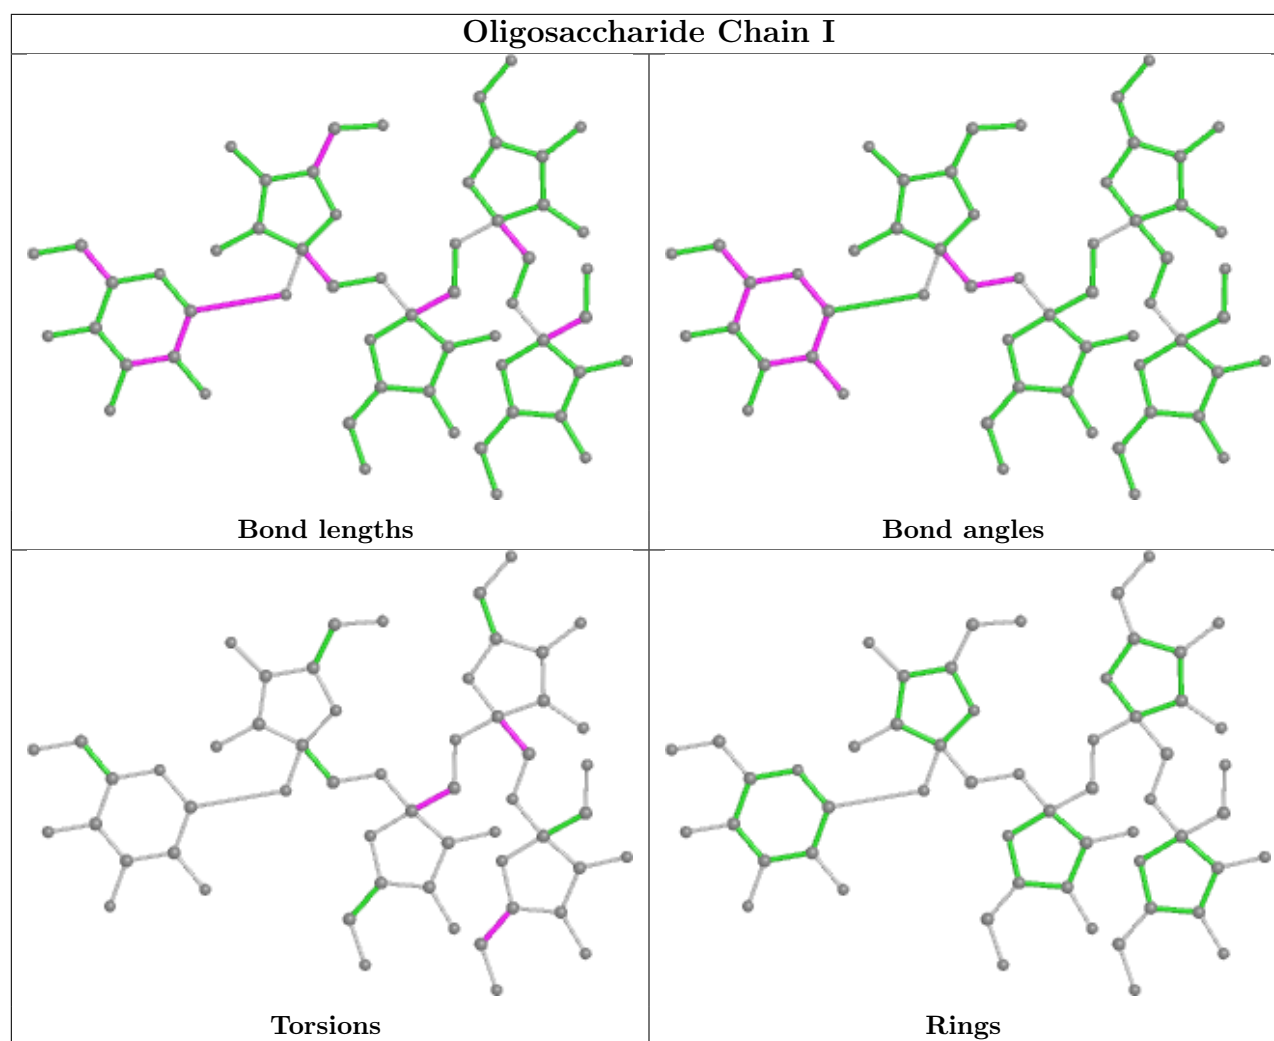 Oligosaccharide Chain I
Bond lengths
Bond angles
Torsions
Rings